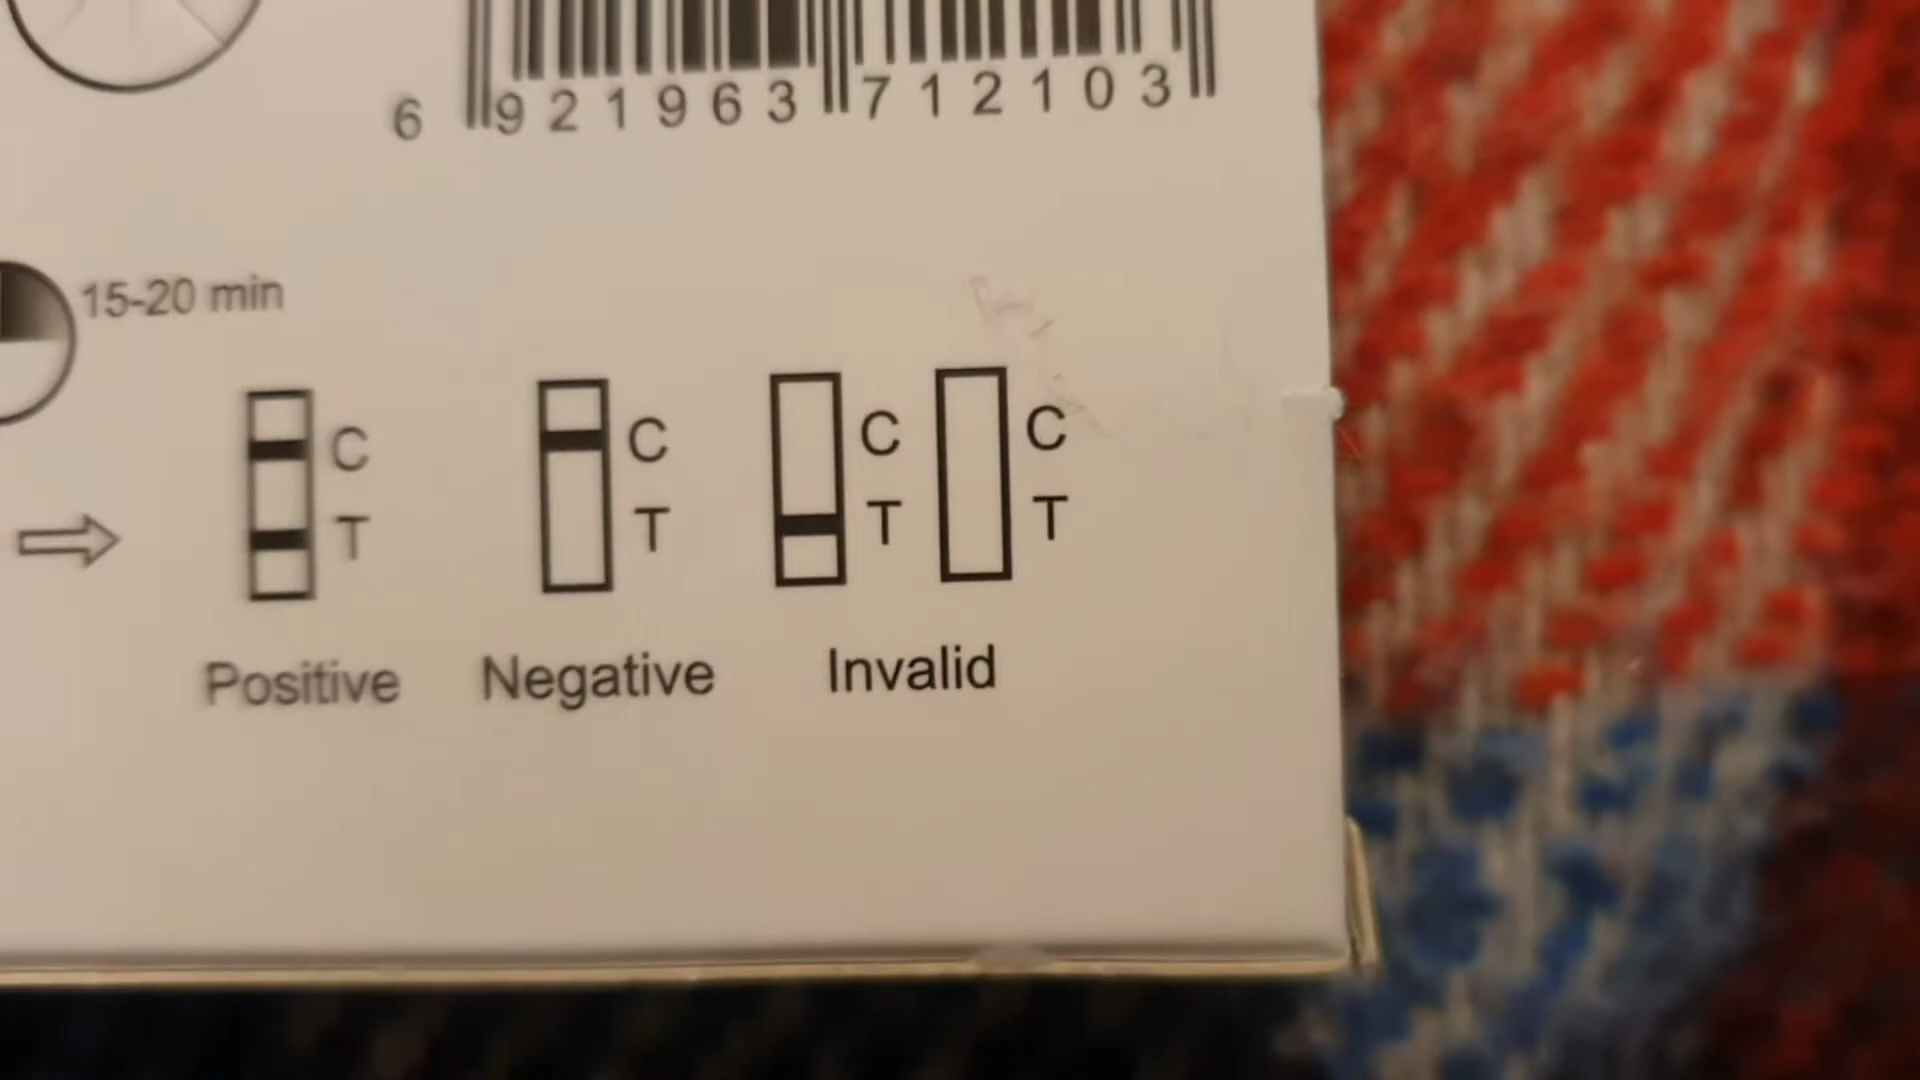 6 921963 712103
15-20 min
C C C C
T T T T
Positive Negative Invalid